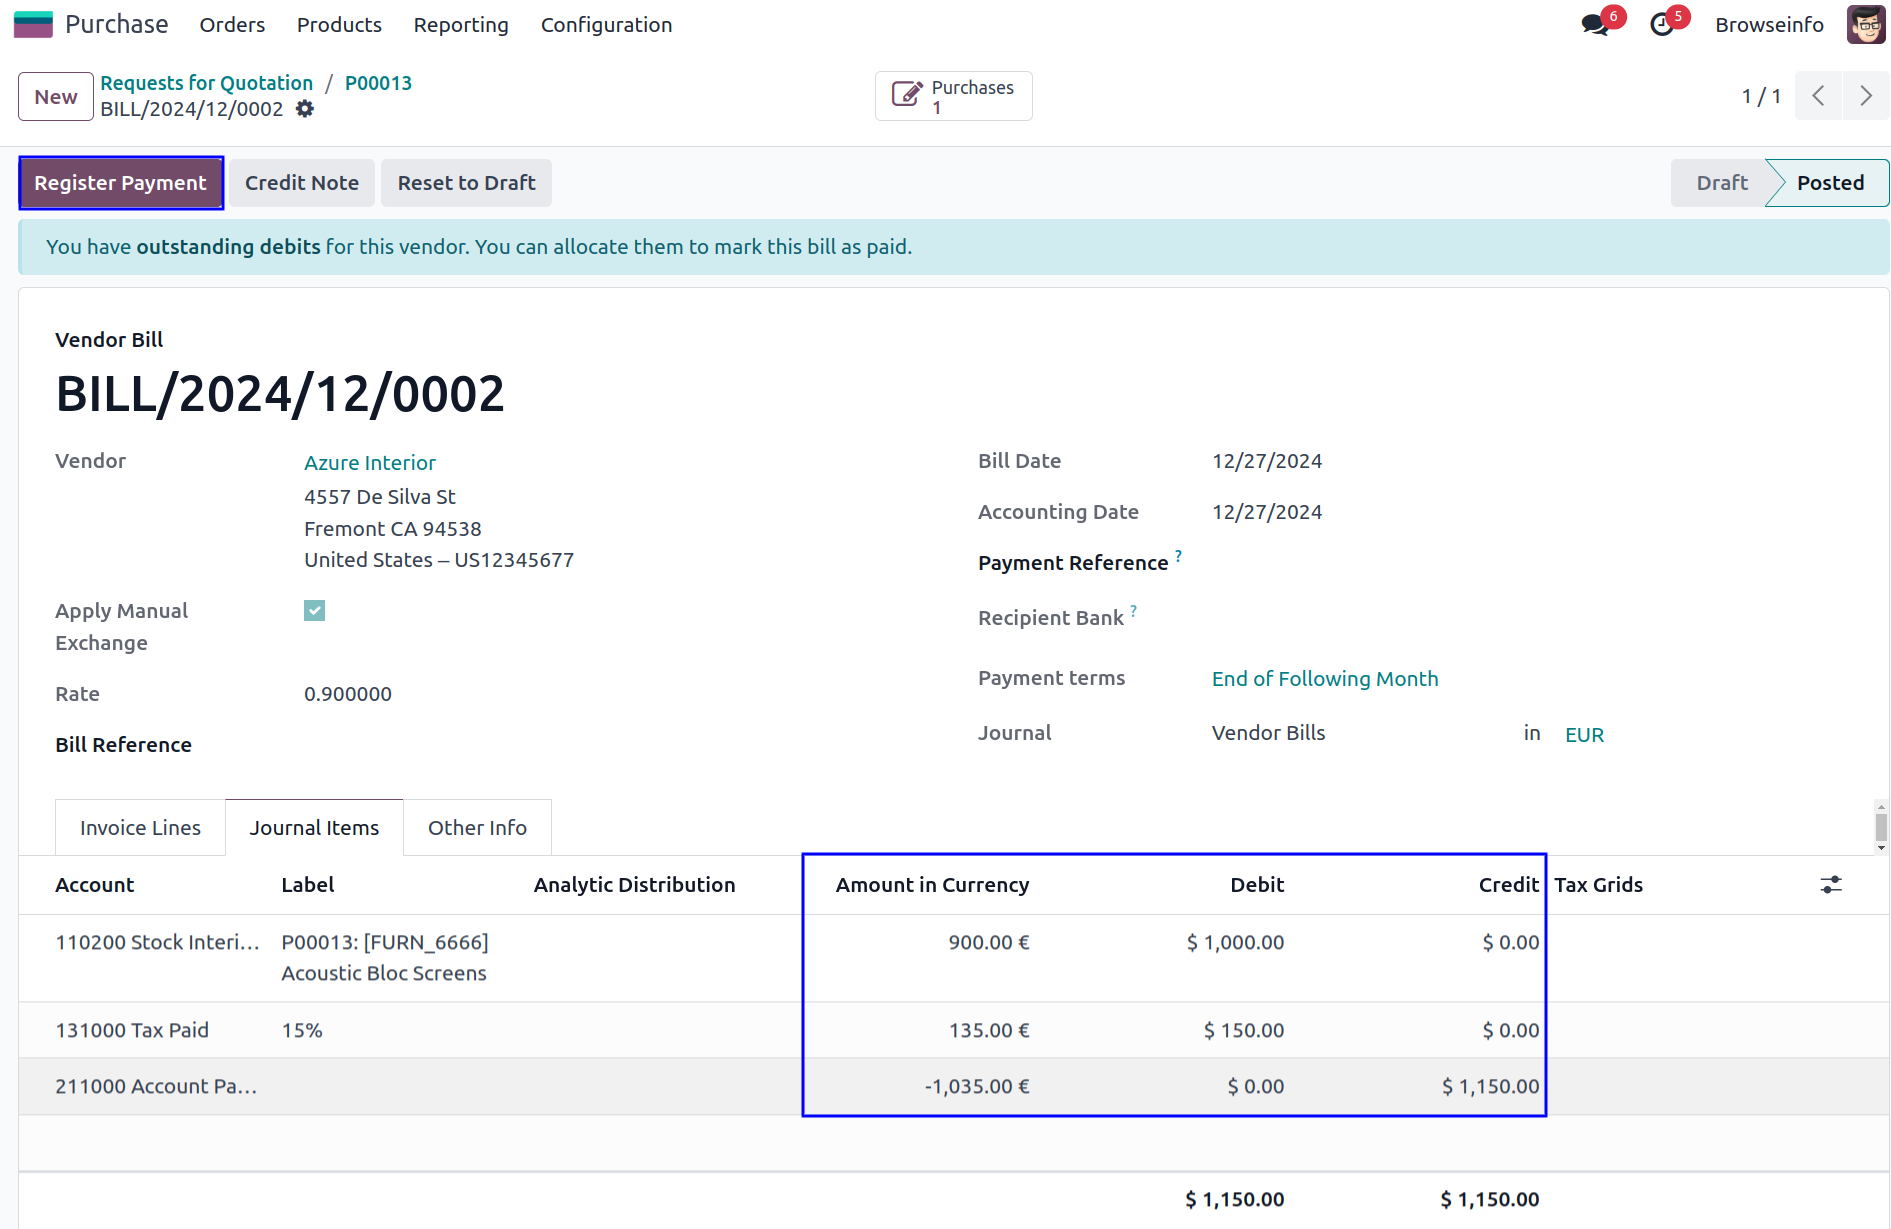 Purchase Orders Products Reporting Configuration 6 5 Browseinfo
New Requests for Quotation / P00013
BILL/2024/12/0002
Purchases
1
1 / 1
Register Payment Credit Note Reset to Draft Draft Posted
You have outstanding debits for this vendor. You can allocate them to mark this bill as paid.
Vendor Bill
BILL/2024/12/0002
Vendor Azure Interior
4557 De Silva St
Fremont CA 94538
United States – US12345677
Apply Manual
Exchange
Rate 0.900000
Bill Reference
Bill Date 12/27/2024
Accounting Date 12/27/2024
Payment Reference ?
Recipient Bank ?
Payment terms End of Following Month
Journal Vendor Bills in EUR
Invoice Lines Journal Items Other Info
Account Label Analytic Distribution Amount in Currency Debit Credit Tax Grids
110200 Stock Interi... P00013: [FURN_6666] 900.00 € $ 1,000.00 $ 0.00
Acoustic Bloc Screens
131000 Tax Paid 15% 135.00 € $ 150.00 $ 0.00
211000 Account Pa... -1,035.00 € $ 0.00 $ 1,150.00
$ 1,150.00 $ 1,150.00